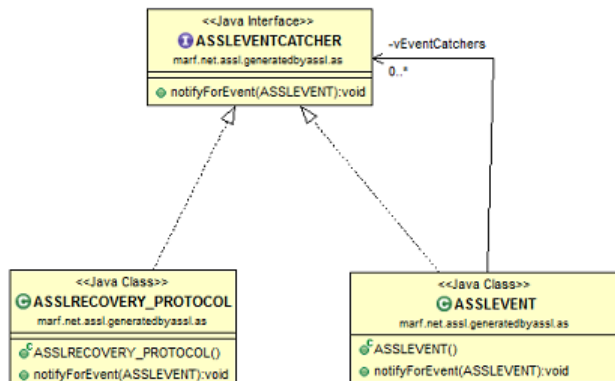 <<Java Interface>>
ASSLEVENTCATCHER
marf.net.assl.generatedbyassl.as
notifyForEvent(ASSLEVENT):void
-vEventCatchers
0..*
<<Java Class>>
ASSLRECOVERY_PROTOCOL
marf.net.assl.generatedbyassl.as
ASSLRECOVERY_PROTOCOL()
notifyForEvent(ASSLEVENT):void
<<Java Class>>
ASSLEVENT
marf.net.assl.generatedbyassl.as
ASSLEVENT()
notifyForEvent(ASSLEVENT):void